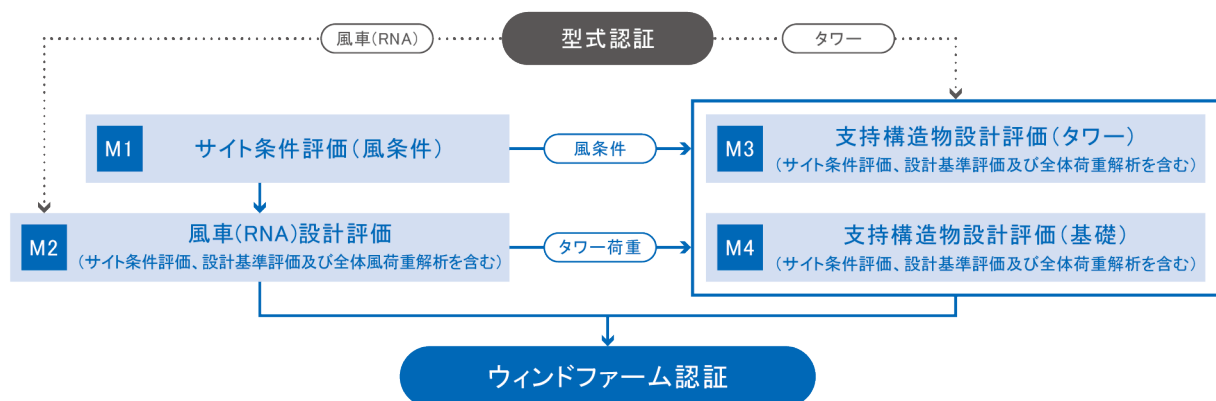 風車(RNA)
型式認証
タワー
M1
サイト条件評価(風条件)
風条件
M3
支持構造物設計評価(タワー)
(サイト条件評価、設計基準評価及び全体荷重解析を含む)
M2
風車(RNA)設計評価
(サイト条件評価、設計基準評価及び全体風荷重解析を含む)
タワー荷重
M4
支持構造物設計評価(基礎)
(サイト条件評価、設計基準評価及び全体荷重解析を含む)
ウィンドファーム認証